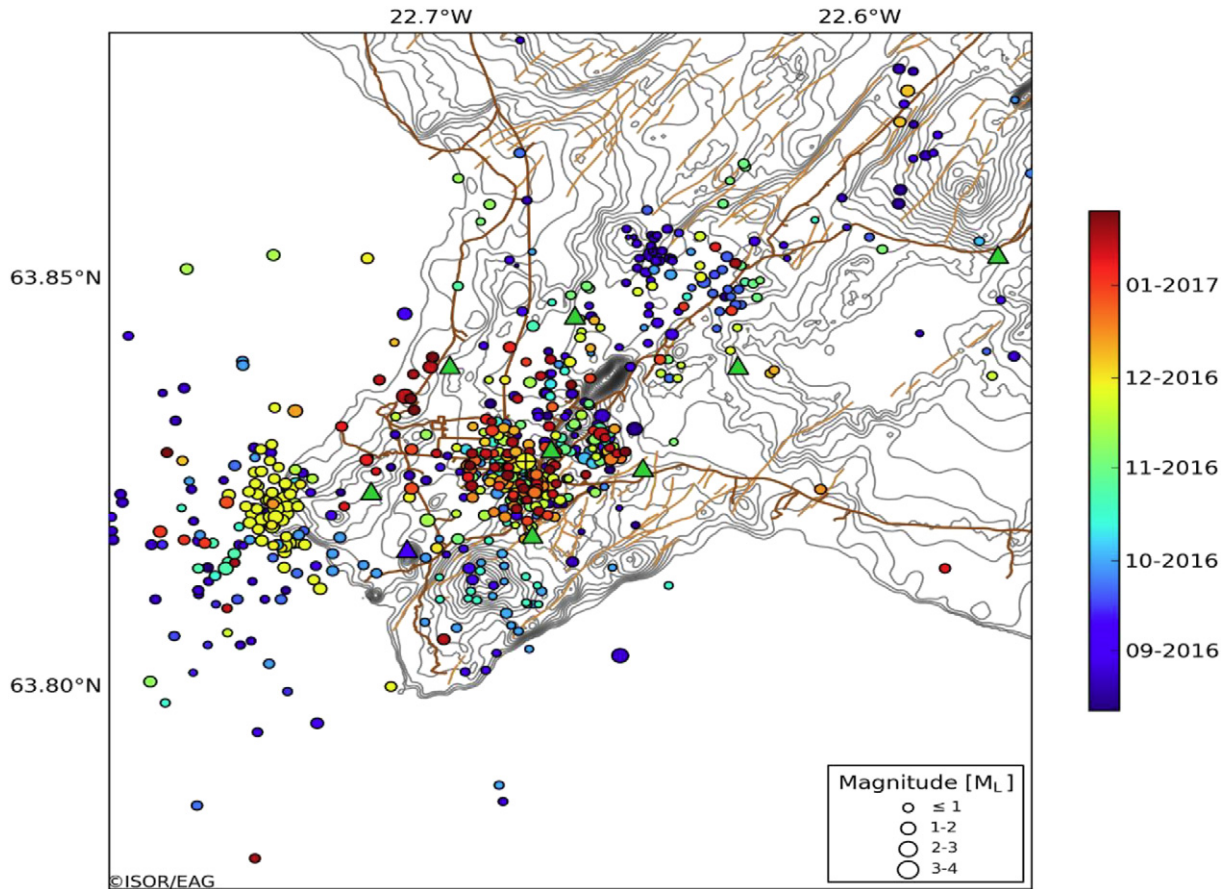 22.7°W 22.6°W
63.85°N
63.80°N
01-2017
12-2016
11-2016
10-2016
09-2016
Magnitude [M_L]
≤ 1
1-2
2-3
3-4
©ISOR/EAG